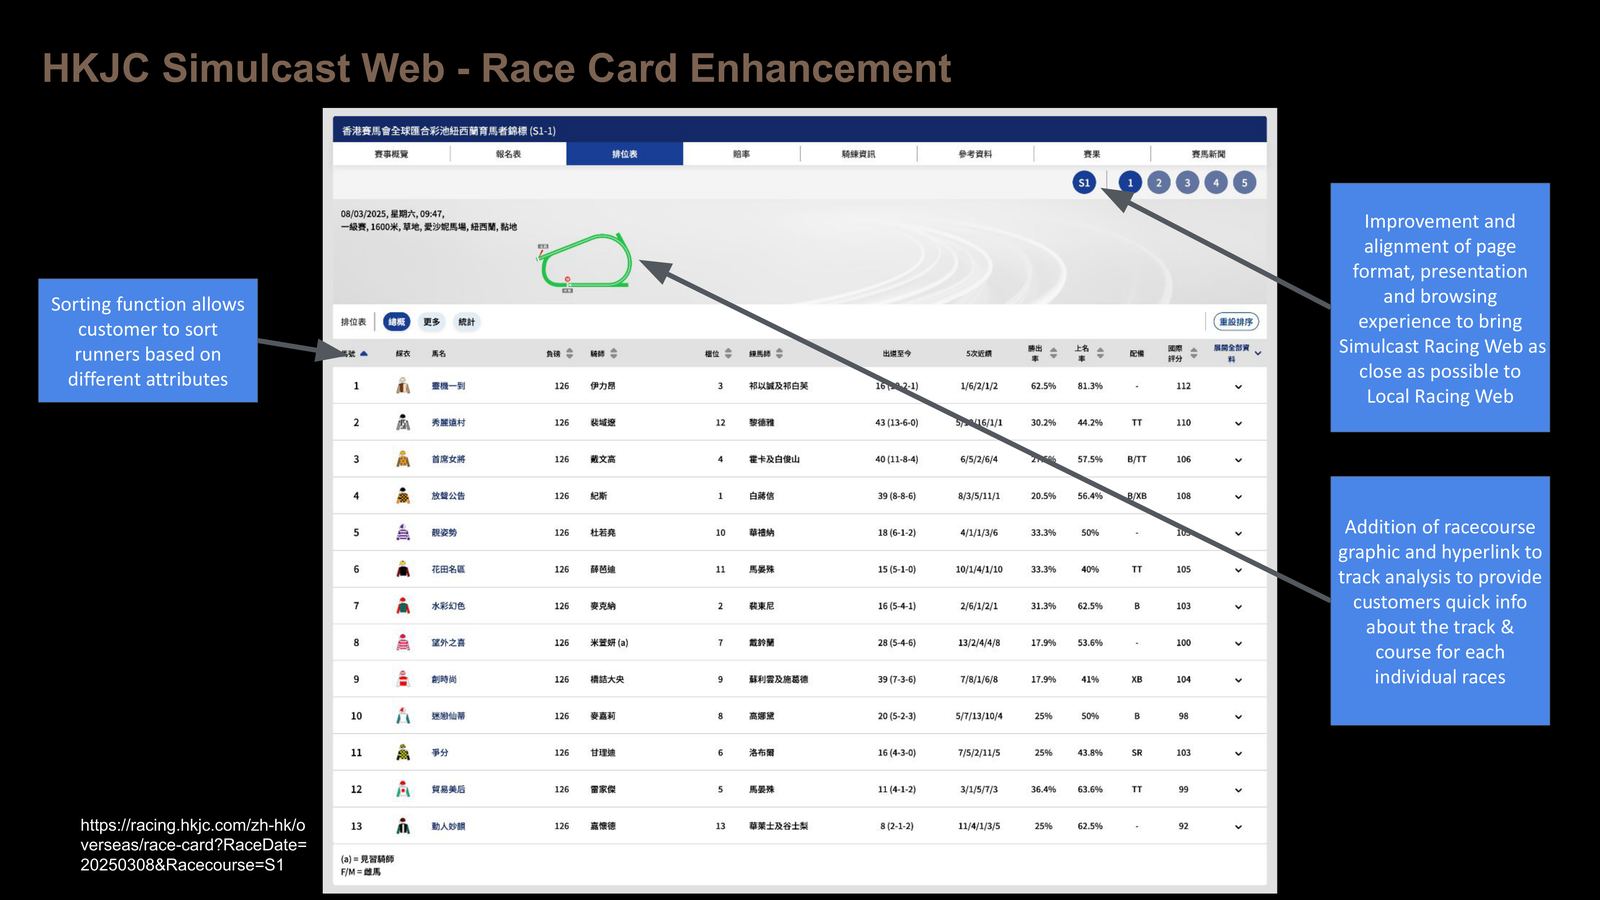 HKJC Simulcast Web - Race Card Enhancement
香港賽馬會全球匯合彩池紐西蘭育馬者錦標 (S1-1)
賽事概覽 報名表 排位表 賠率 騎練資訊 參考資料 賽果 賽馬新聞
S1 1 2 3 4 5
08/03/2025, 星期六, 09:47,
一級賽, 1600米, 草地, 愛沙妮馬場, 紐西蘭, 黏地
排位表 總概 更多 統計 重設排序
馬號 綵衣 馬名 負磅 騎師 檔位 練馬師 出道至今 5次近績 勝出率 上名率 配備 國際評分 展開全部資料
1 靈機一到 126 伊力昂 3 祁以誠及祁白芙 1/6/2/1/2 62.5% 81.3% - 112
2 秀麗遠村 126 裴域遼 12 黎德雅 43 (13-6-0) 30.2% 44.2% TT 110
3 首席女將 126 戴文高 4 霍卡及白俊山 40 (11-8-4) 6/5/2/6/4 57.5% B/TT 106
4 放聲公告 126 紀斯 1 白蔣信 39 (8-8-6) 8/3/5/11/1 20.5% 56.4% B/XB 108
5 靚姿勢 126 杜若堯 10 華禮納 18 (6-1-2) 4/1/1/3/6 33.3% 50% -
6 花田名區 126 薛芭迪 11 馬晏殊 15 (5-1-0) 10/1/4/1/10 33.3% 40% TT 105
7 水彩幻色 126 麥克納 2 裴東尼 16 (5-4-1) 2/6/1/2/1 31.3% 62.5% B 103
8 望外之喜 126 米萱妍 (a) 7 戴鈴蘭 28 (5-4-6) 13/2/4/4/8 17.9% 53.6% - 100
9 創時尚 126 橋詰大央 9 蘇利雲及施葛德 39 (7-3-6) 7/8/1/6/8 17.9% 41% XB 104
10 迷戀仙蒂 126 麥嘉莉 8 高娜黛 20 (5-2-3) 5/7/13/10/4 25% 50% B 98
11 爭分 126 甘理迪 6 洛布爾 16 (4-3-0) 7/5/2/11/5 25% 43.8% SR 103
12 貿易美后 126 雷家傑 5 馬晏殊 11 (4-1-2) 3/1/5/7/3 36.4% 63.6% TT 99
13 動人妙韻 126 嘉懷德 13 華萊士及谷士梨 8 (2-1-2) 11/4/1/3/5 25% 62.5% - 92
(a) = 見習騎師
F/M = 雌馬
Sorting function allows
customer to sort
runners based on
different attributes
Improvement and
alignment of page
format, presentation
and browsing
experience to bring
Simulcast Racing Web as
close as possible to
Local Racing Web
Addition of racecourse
graphic and hyperlink to
track analysis to provide
customers quick info
about the track &
course for each
individual races
https://racing.hkjc.com/zh-hk/o
verseas/race-card?RaceDate=
20250308&Racecourse=S1